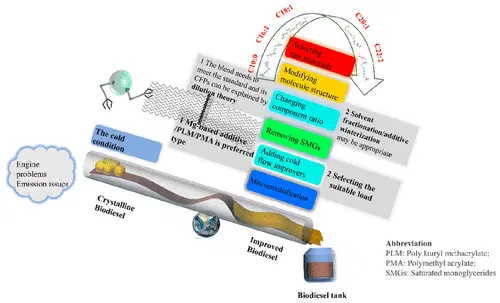 C10:0
C16:1
C18:1
C20:1
C22:2
Selecting
raw materials
Modifying
molecule structure
Changing
component ratio
Removing SMGs
Adding cold
flow improvers
Microemulsification
1 The blend needs to
meet the standard and its
CFPs can be explained by
dilution theory
FMg-based additive
/PLM/PMA is preferred
type
2 Solvent
fractionation/additive
winterization
may be appropriate
2 Selecting the
suitable load
The cold
condition
Engine
problems
Emission issues
Crystalline
Biodiesel
Improved
Biodiesel
Biodiesel tank
Abbreviation
PLM: Poly lauryl methacrylate;
PMA: Polymethyl acrylate;
SMGs: Saturated monoglycerides